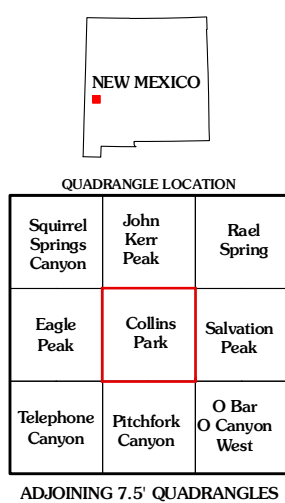 NEW MEXICO
QUADRANGLE LOCATION
Squirrel
Springs
Canyon
John
Kerr
Peak
Rael
Spring
Eagle
Peak
Collins
Park
Salvation
Peak
Telephone
Canyon
Pitchfork
Canyon
O Bar
O Canyon
West
ADJOINING 7.5' QUADRANGLES